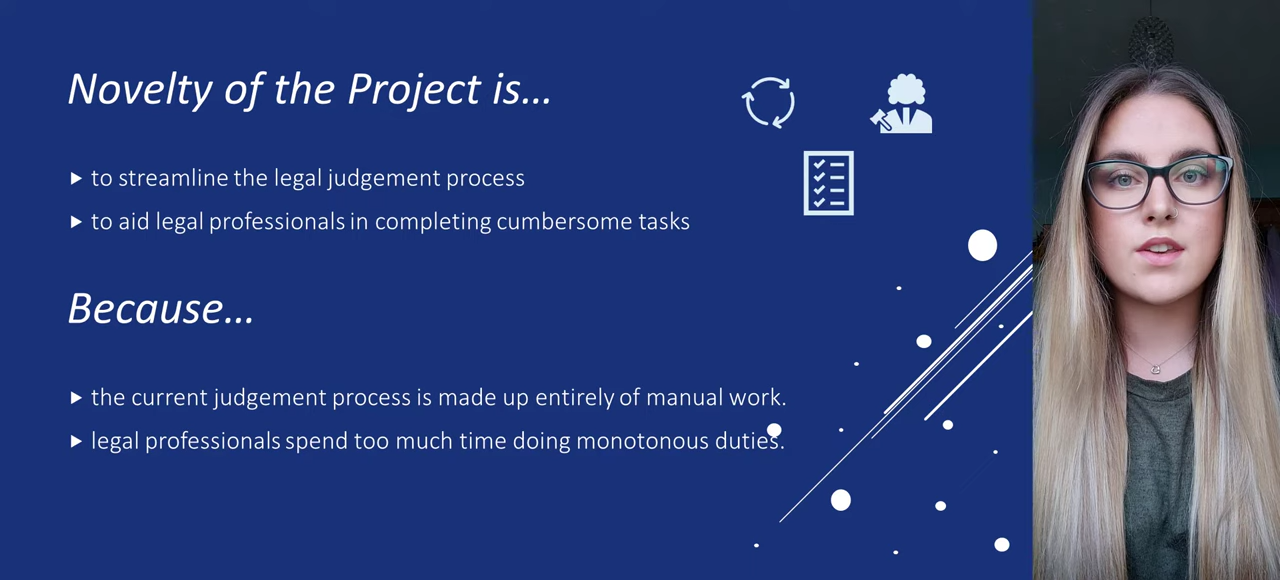 Novelty of the Project is...
to streamline the legal judgement process
to aid legal professionals in completing cumbersome tasks
Because...
the current judgement process is made up entirely of manual work.
legal professionals spend too much time doing monotonous duties.